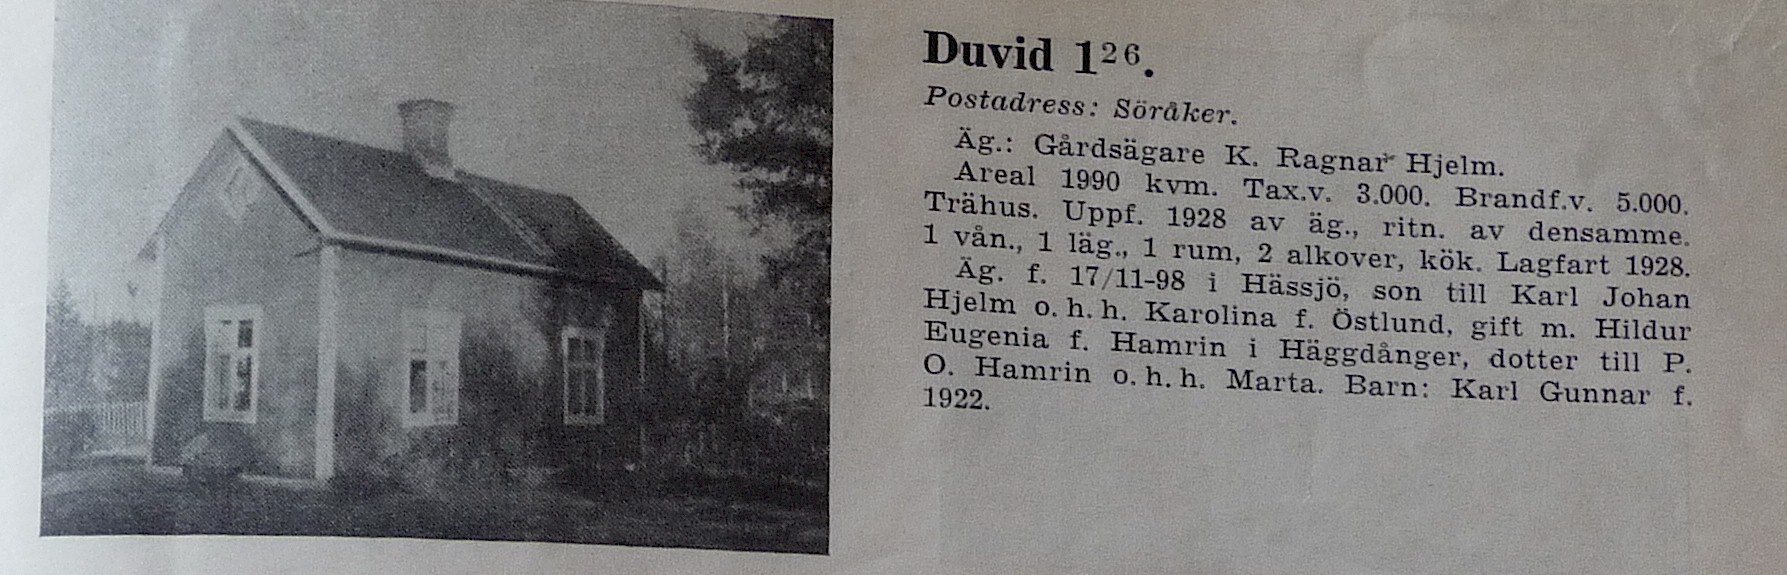 Duvid 1²⁶.
Postadress: Söråker.
Äg.: Gårdsägare K. Ragnar Hjelm.
Areal 1990 kvm. Tax.v. 3.000. Brandf.v. 5.000.
Trähus. Uppf. 1928 av äg., ritn. av densamme.
1 vån., 1 läg., 1 rum, 2 alkover, kök. Lagfart 1928.
Äg. f. 17/11-98 i Hässjö, son till Karl Johan
Hjelm o. h. h. Karolina f. Östlund, gift m. Hildur
Eugenia f. Hamrin i Häggdånger, dotter till P.
O. Hamrin o. h. h. Marta. Barn: Karl Gunnar f.
1922.